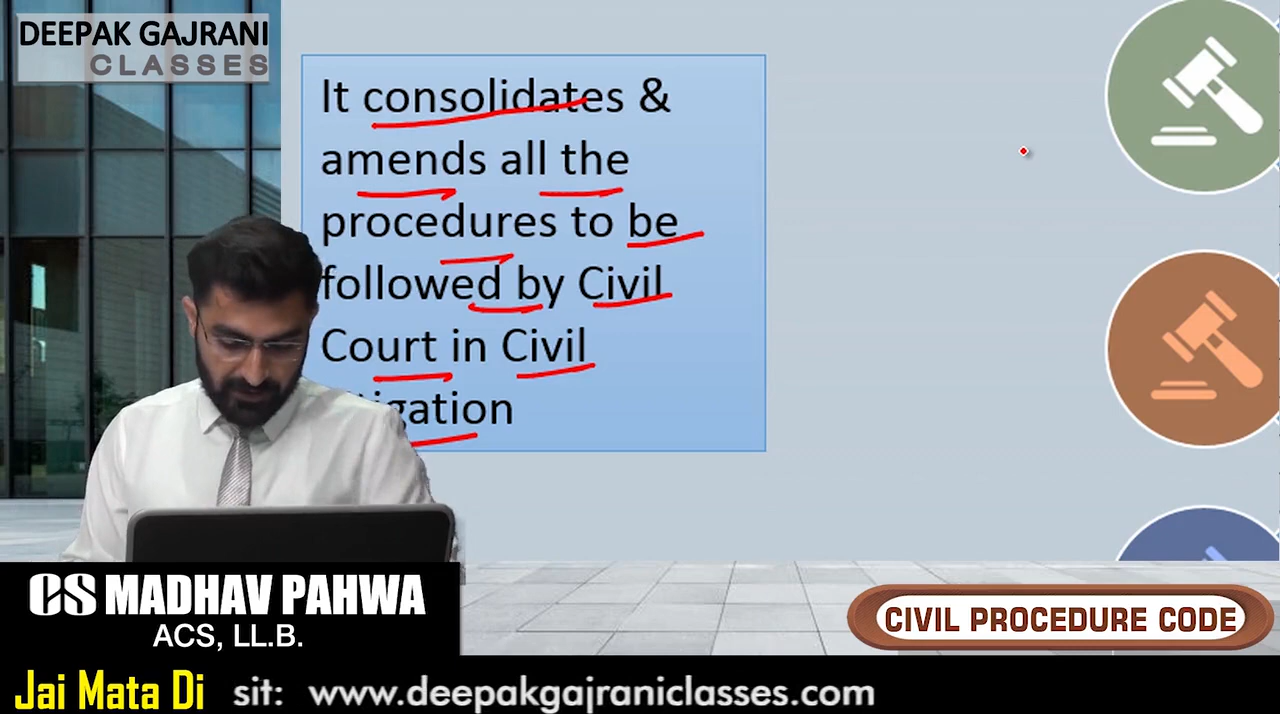 DEEPAK GAJRANI
CLASSES
It consolidates &
amends all the
procedures to be
followed by Civil
Court in Civil
CS MADHAV PAHWA
ACS, LL.B.
CIVIL PROCEDURE CODE
Jai Mata Di sit: www.deepakgajraniclasses.com